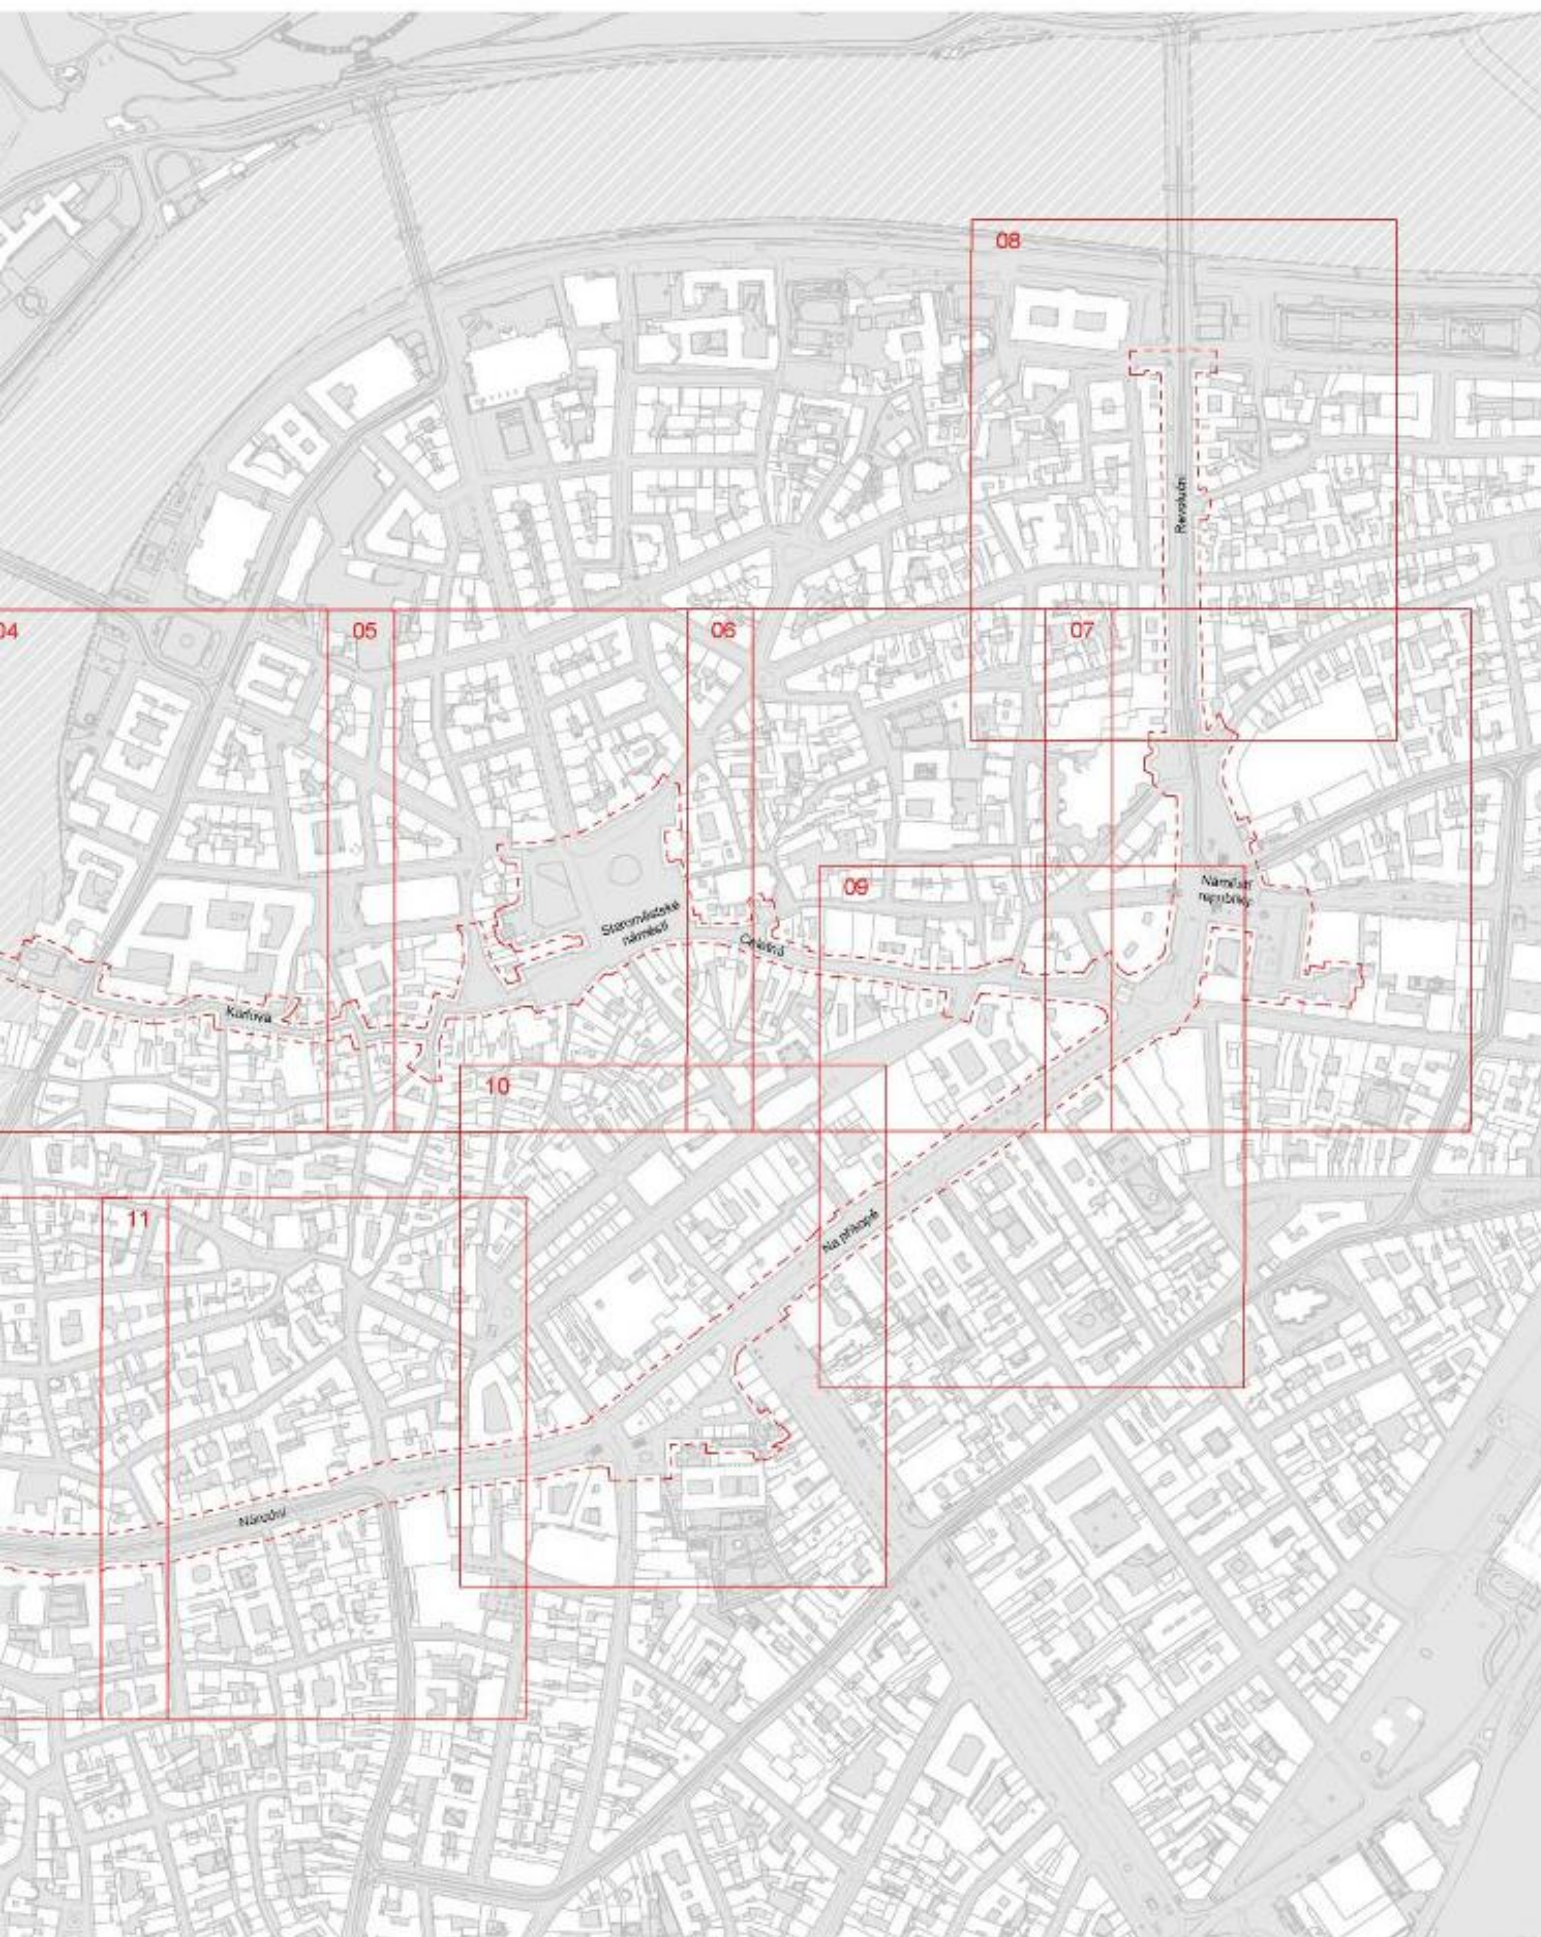 08
Revoluční
04
05
06
07
09
Náměstí
republiky
Staroměstské
náměstí
Celetná
Karlova
10
Na příkopě
11
Národní